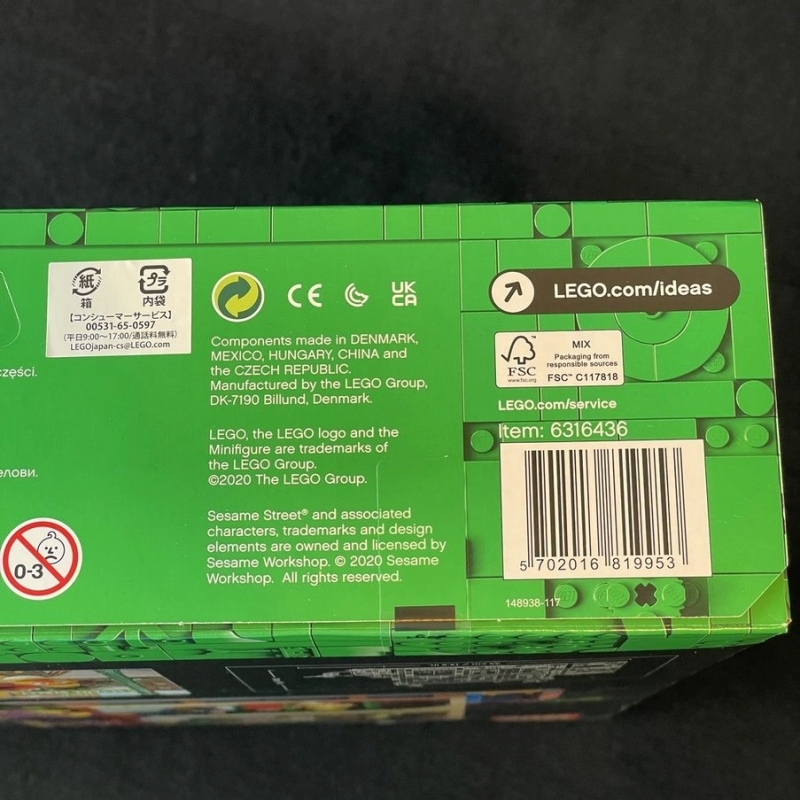 紙
箱
プラ
内袋
【コンシューマーサービス】
00531-65-0597
(平日9:00〜17:00/通話料無料)
LEGOjapan-cs@LEGO.com
części.
елови.
0-3
CE
UK
CA
Components made in DENMARK,
MEXICO, HUNGARY, CHINA and
the CZECH REPUBLIC.
Manufactured by the LEGO Group,
DK-7190 Billund, Denmark.
LEGO, the LEGO logo and the
Minifigure are trademarks of
the LEGO Group.
©2020 The LEGO Group.
Sesame Street® and associated
characters, trademarks and design
elements are owned and licensed by
Sesame Workshop. © 2020 Sesame
Workshop. All rights reserved.
LEGO.com/ideas
FSC
www.fsc.org
MIX
Packaging from
responsible sources
FSC™ C117818
LEGO.com/service
Item: 6316436
5 702016 819953
148938-117